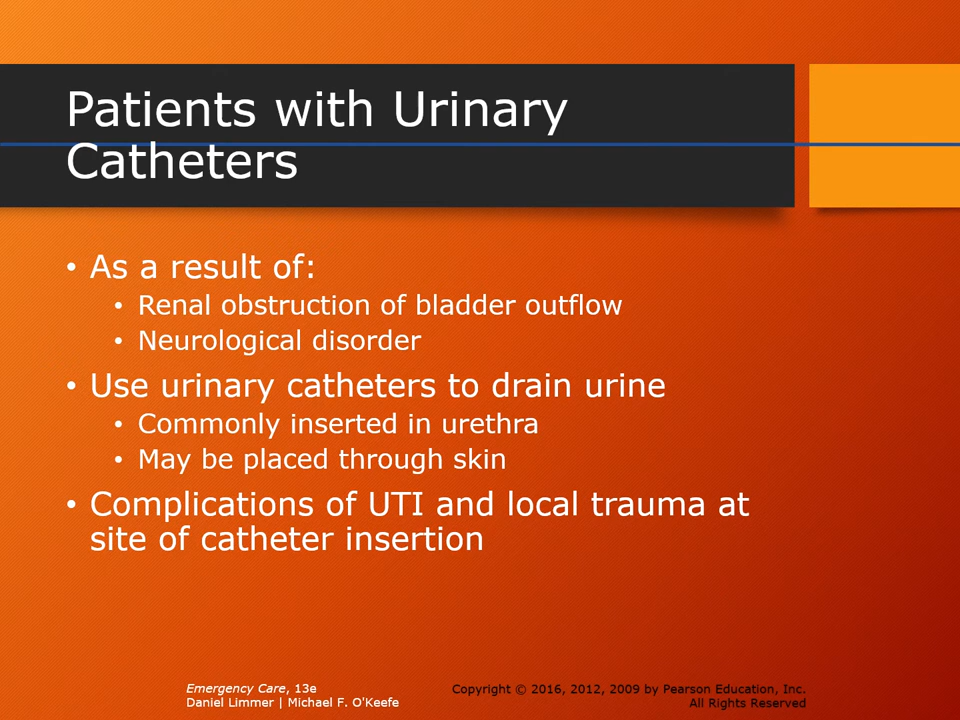 Patients with Urinary
Catheters
• As a result of:
• Renal obstruction of bladder outflow
• Neurological disorder
• Use urinary catheters to drain urine
• Commonly inserted in urethra
• May be placed through skin
• Complications of UTI and local trauma at
site of catheter insertion
Emergency Care, 13e
Daniel Limmer | Michael F. O'Keefe
Copyright © 2016, 2012, 2009 by Pearson Education, Inc.
All Rights Reserved